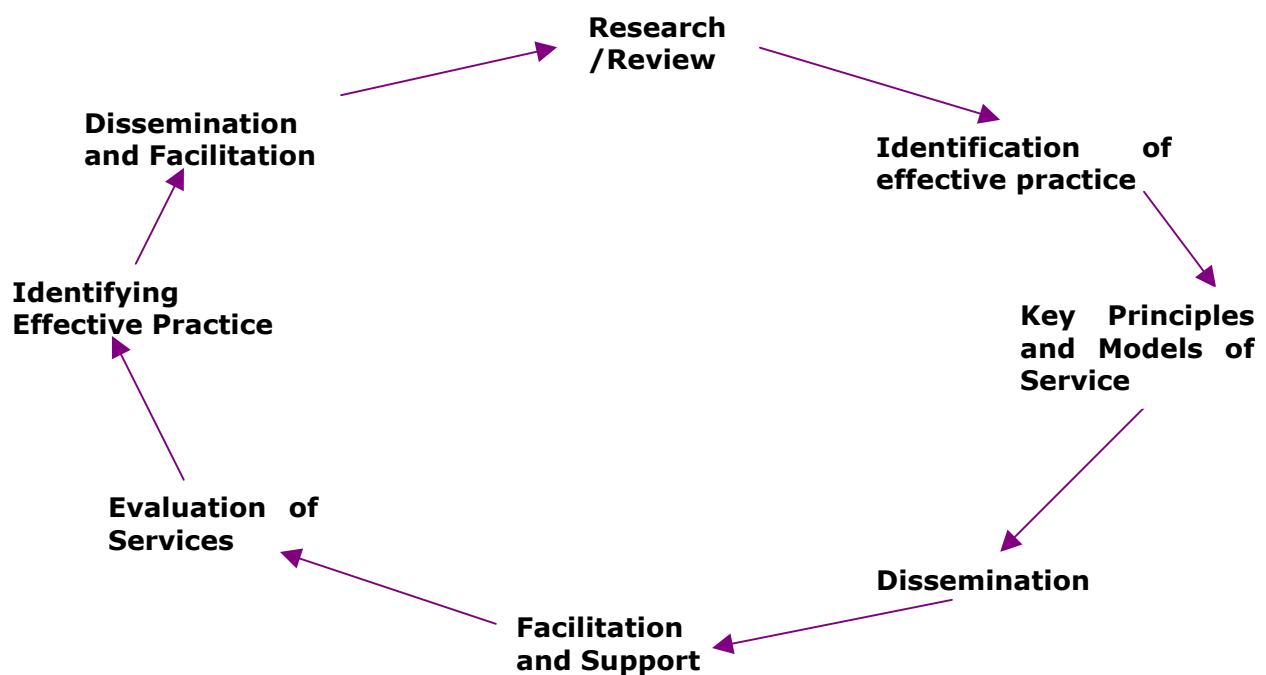 Research
/Review
Identification of
effective practice
Key Principles
and Models of
Service
Dissemination
Facilitation
and Support
Evaluation of
Services
Identifying
Effective Practice
Dissemination
and Facilitation